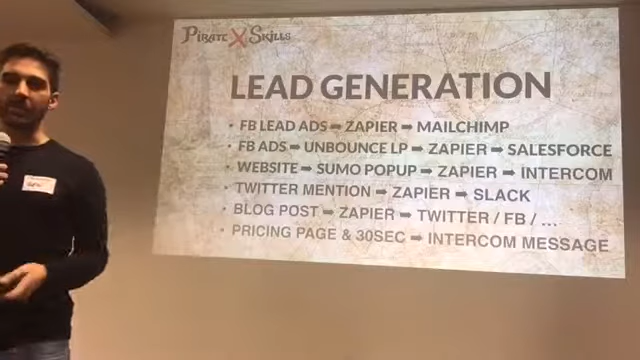 PIRATE X SKILLS
LEAD GENERATION
• FB LEAD ADS ➡ ZAPIER ➡ MAILCHIMP
• FB ADS ➡ UNBOUNCE LP ➡ ZAPIER ➡ SALESFORCE
• WEBSITE ➡ SUMO POPUP ➡ ZAPIER ➡ INTERCOM
• TWITTER MENTION ➡ ZAPIER ➡ SLACK
• BLOG POST ➡ ZAPIER ➡ TWITTER / FB / ...
• PRICING PAGE & 30SEC ➡ INTERCOM MESSAGE